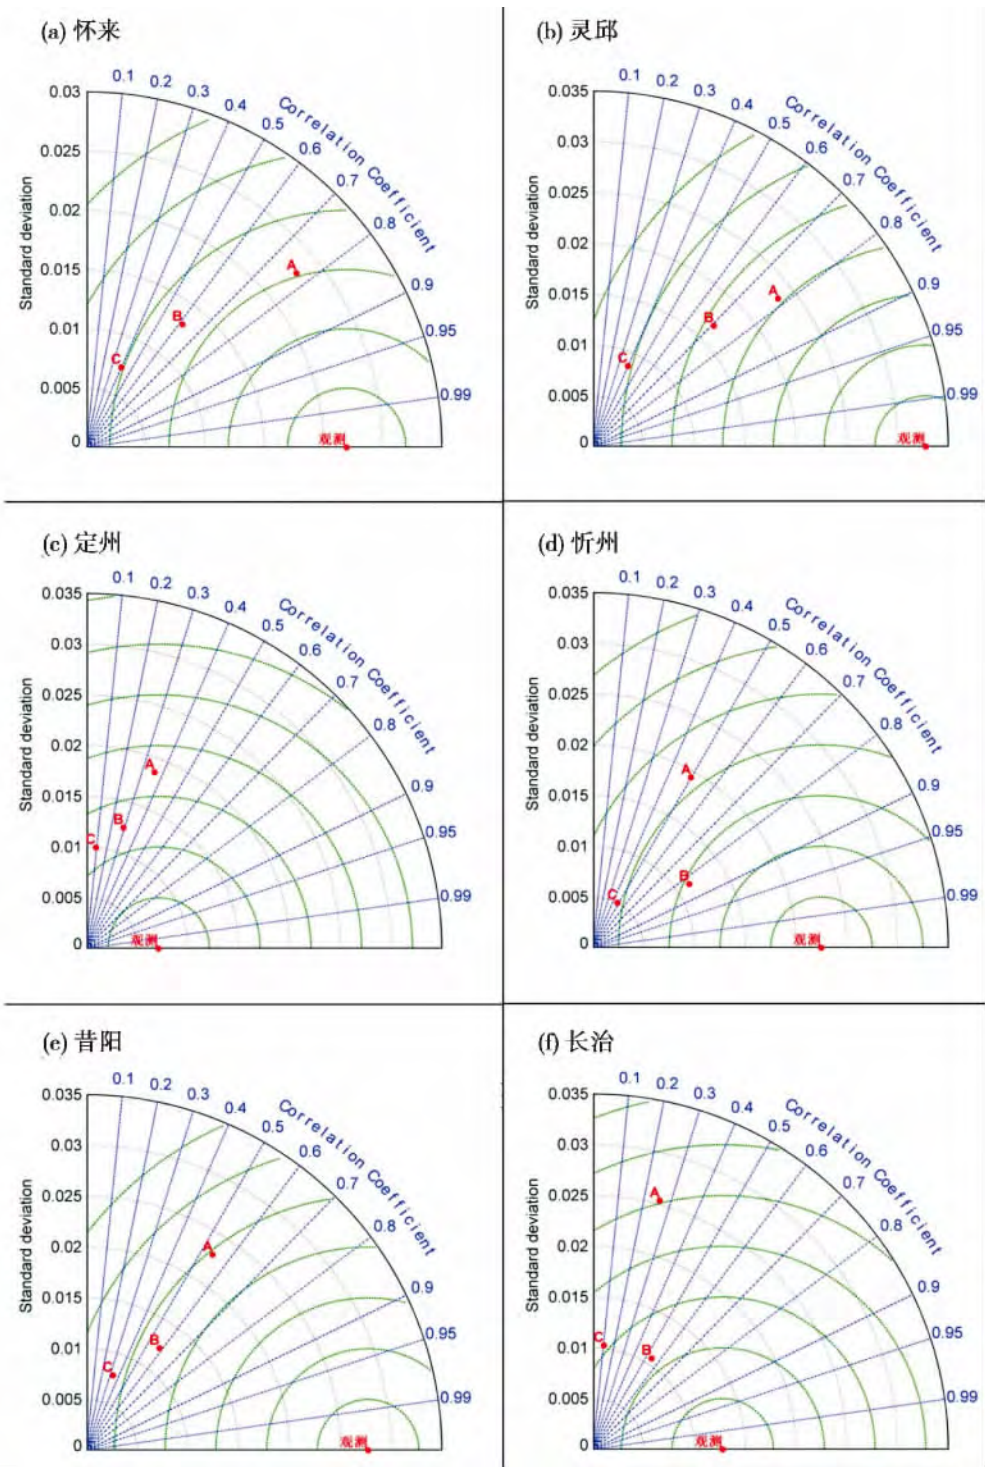 (a) 怀来
0.03
0.025
0.02
0.015
0.01
0.005
0
Standard deviation
0.1
0.2
0.3
0.4
0.5
0.6
0.7
0.8
0.9
0.95
0.99
Correlation Coefficient
A
B
C
观测
(b) 灵邱
0.035
0.03
0.025
0.02
0.015
0.01
0.005
0
Standard deviation
0.1
0.2
0.3
0.4
0.5
0.6
0.7
0.8
0.9
0.95
0.99
Correlation Coefficient
A
B
C
观测
(c) 定州
0.035
0.03
0.025
0.02
0.015
0.01
0.005
0
Standard deviation
0.1
0.2
0.3
0.4
0.5
0.6
0.7
0.8
0.9
0.95
0.99
Correlation Coefficient
A
B
C
观测
(d) 忻州
0.035
0.03
0.025
0.02
0.015
0.01
0.005
0
Standard deviation
0.1
0.2
0.3
0.4
0.5
0.6
0.7
0.8
0.9
0.95
0.99
Correlation Coefficient
A
B
C
观测
(e) 昔阳
0.035
0.03
0.025
0.02
0.015
0.01
0.005
0
Standard deviation
0.1
0.2
0.3
0.4
0.5
0.6
0.7
0.8
0.9
0.95
0.99
Correlation Coefficient
A
B
C
观测
(f) 长治
0.035
0.03
0.025
0.02
0.015
0.01
0.005
0
Standard deviation
0.1
0.2
0.3
0.4
0.5
0.6
0.7
0.8
0.9
0.95
0.99
Correlation Coefficient
A
B
C
观测